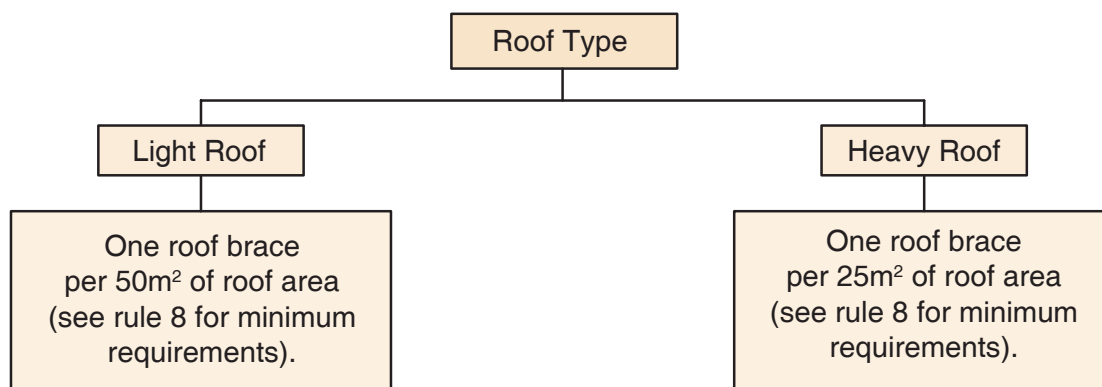 Roof Type
Light Roof
Heavy Roof
One roof brace
per 50m² of roof area
(see rule 8 for minimum
requirements).
One roof brace
per 25m² of roof area
(see rule 8 for minimum
requirements).